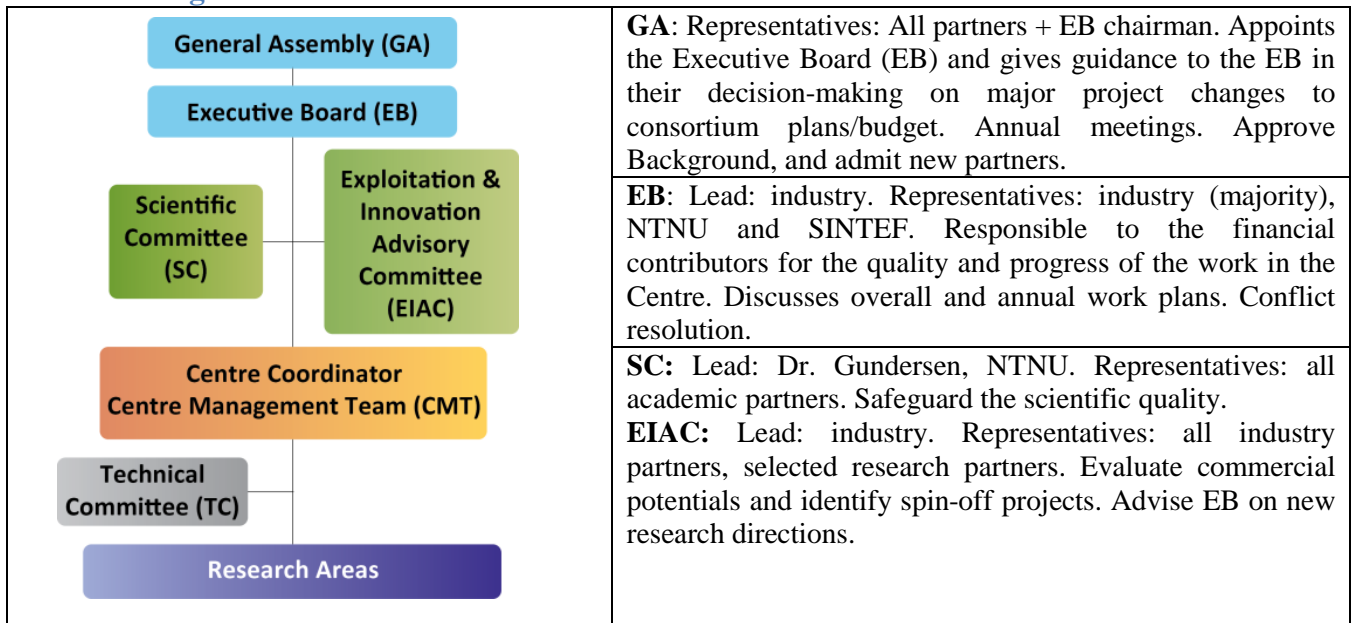 General Assembly (GA)
Executive Board (EB)
Scientific
Committee
(SC)
Exploitation &
Innovation
Advisory
Committee
(EIAC)
Centre Coordinator
Centre Management Team (CMT)
Technical
Committee (TC)
Research Areas
GA: Representatives: All partners + EB chairman. Appoints
the Executive Board (EB) and gives guidance to the EB in
their decision-making on major project changes to
consortium plans/budget. Annual meetings. Approve
Background, and admit new partners.
EB: Lead: industry. Representatives: industry (majority),
NTNU and SINTEF. Responsible to the financial
contributors for the quality and progress of the work in the
Centre. Discusses overall and annual work plans. Conflict
resolution.
SC: Lead: Dr. Gundersen, NTNU. Representatives: all
academic partners. Safeguard the scientific quality.
EIAC: Lead: industry. Representatives: all industry
partners, selected research partners. Evaluate commercial
potentials and identify spin-off projects. Advise EB on new
research directions.